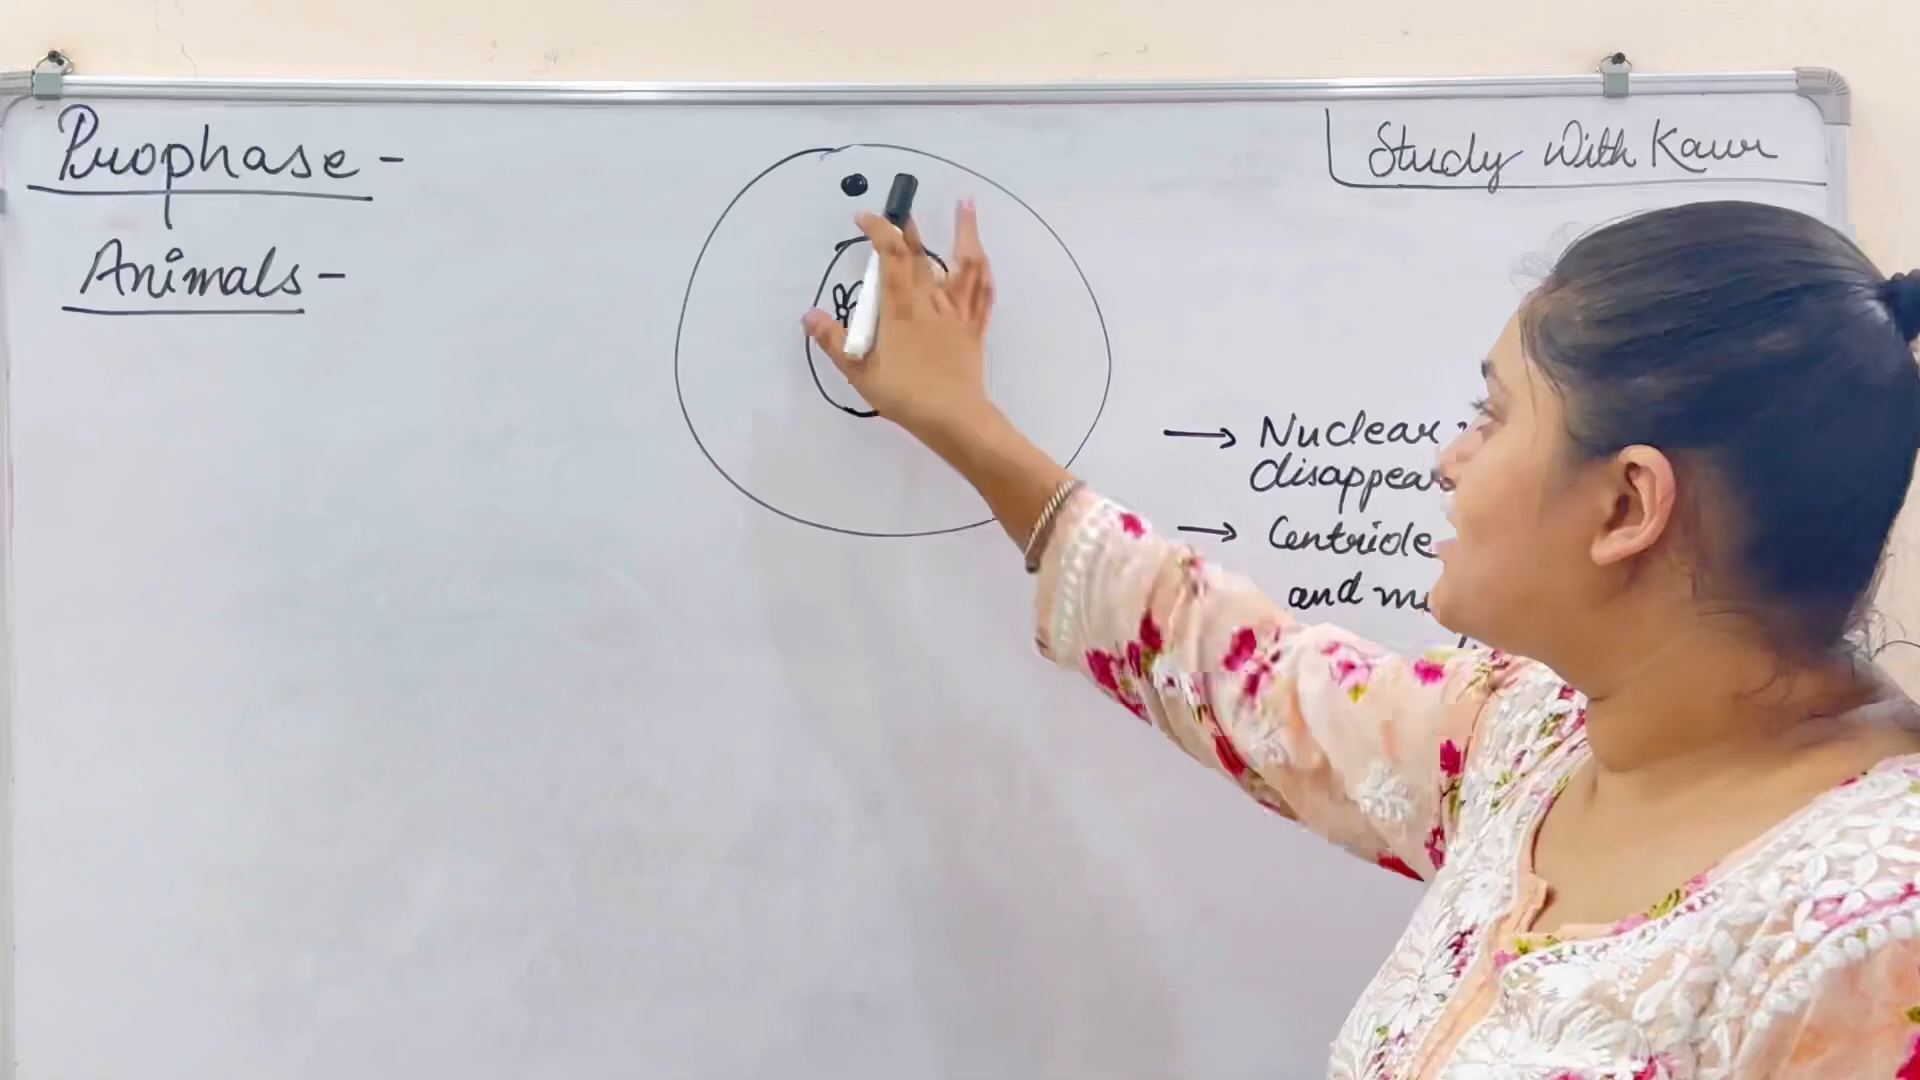 Prophase -
Animals -
Study With Kaur
→ Nuclear
disappear
→ Centriole
and